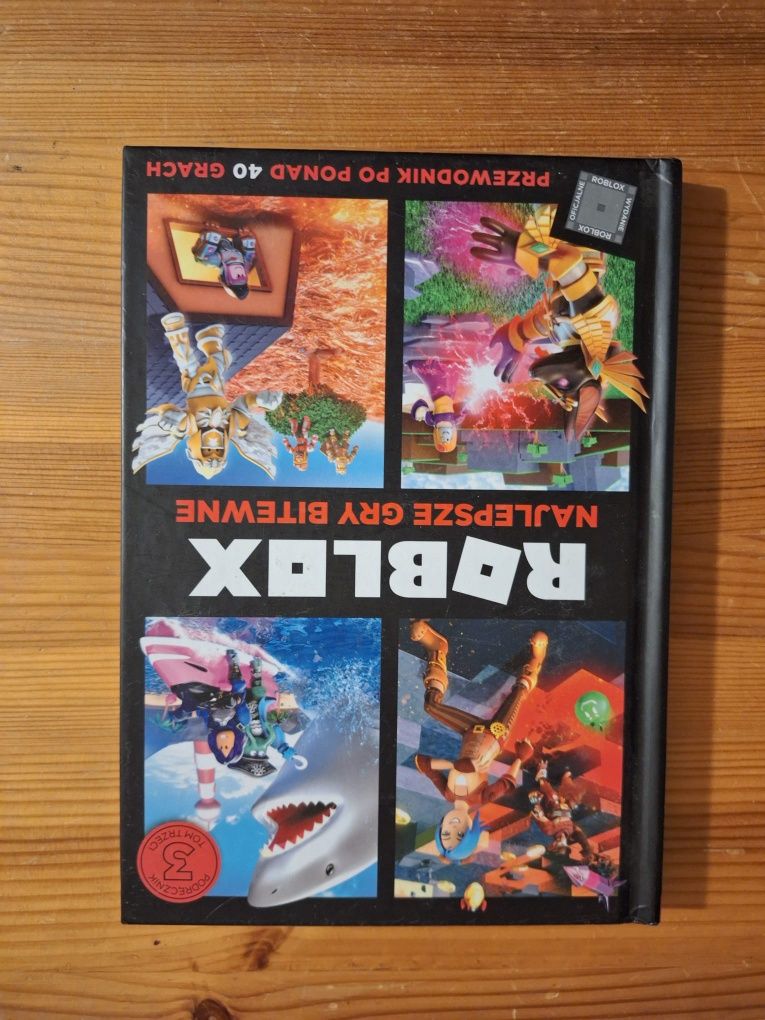 PODRĘCZNIK
3
TOM TRZECI
ROBLOX
NAJLEPSZE GRY BITEWNE
PRZEWODNIK PO PONAD 40 GRACH
ROBLOX
WYDANIE
ROBLOX
OFICJALNE